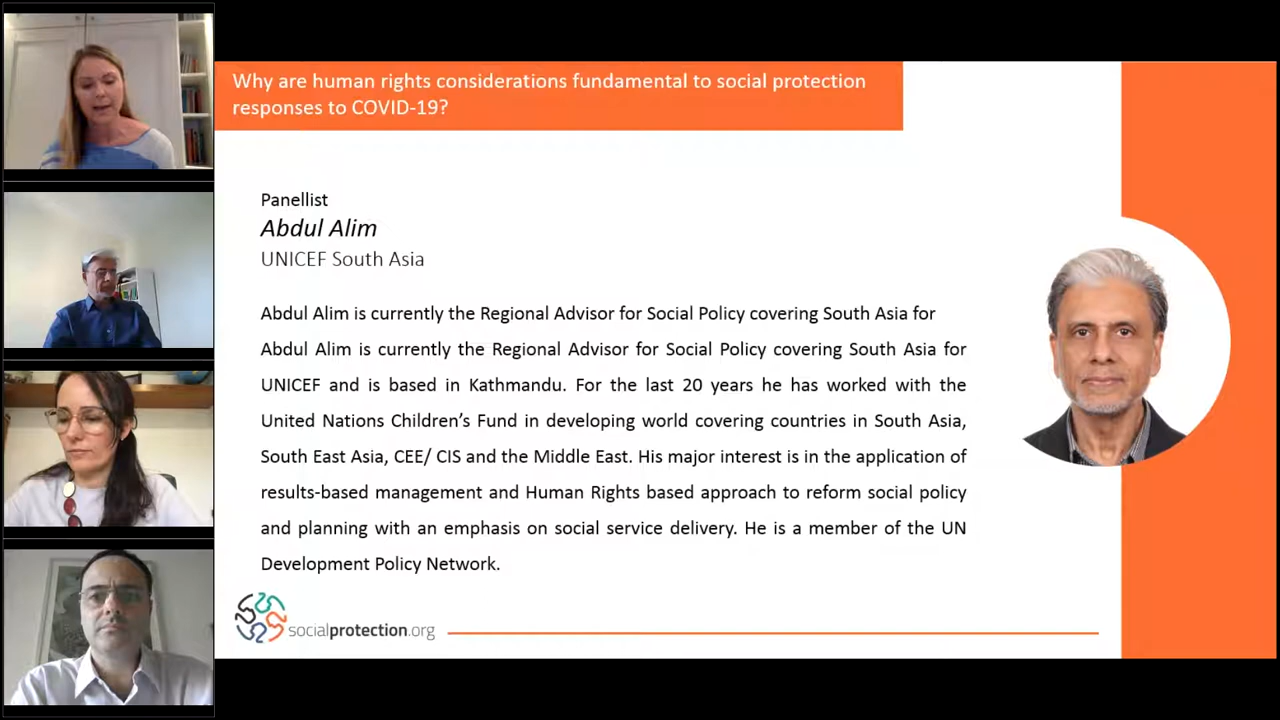 Why are human rights considerations fundamental to social protection
responses to COVID-19?
Panellist
Abdul Alim
UNICEF South Asia
Abdul Alim is currently the Regional Advisor for Social Policy covering South Asia for
Abdul Alim is currently the Regional Advisor for Social Policy covering South Asia for
UNICEF and is based in Kathmandu. For the last 20 years he has worked with the
United Nations Children’s Fund in developing world covering countries in South Asia,
South East Asia, CEE/ CIS and the Middle East. His major interest is in the application of
results-based management and Human Rights based approach to reform social policy
and planning with an emphasis on social service delivery. He is a member of the UN
Development Policy Network.
socialprotection.org